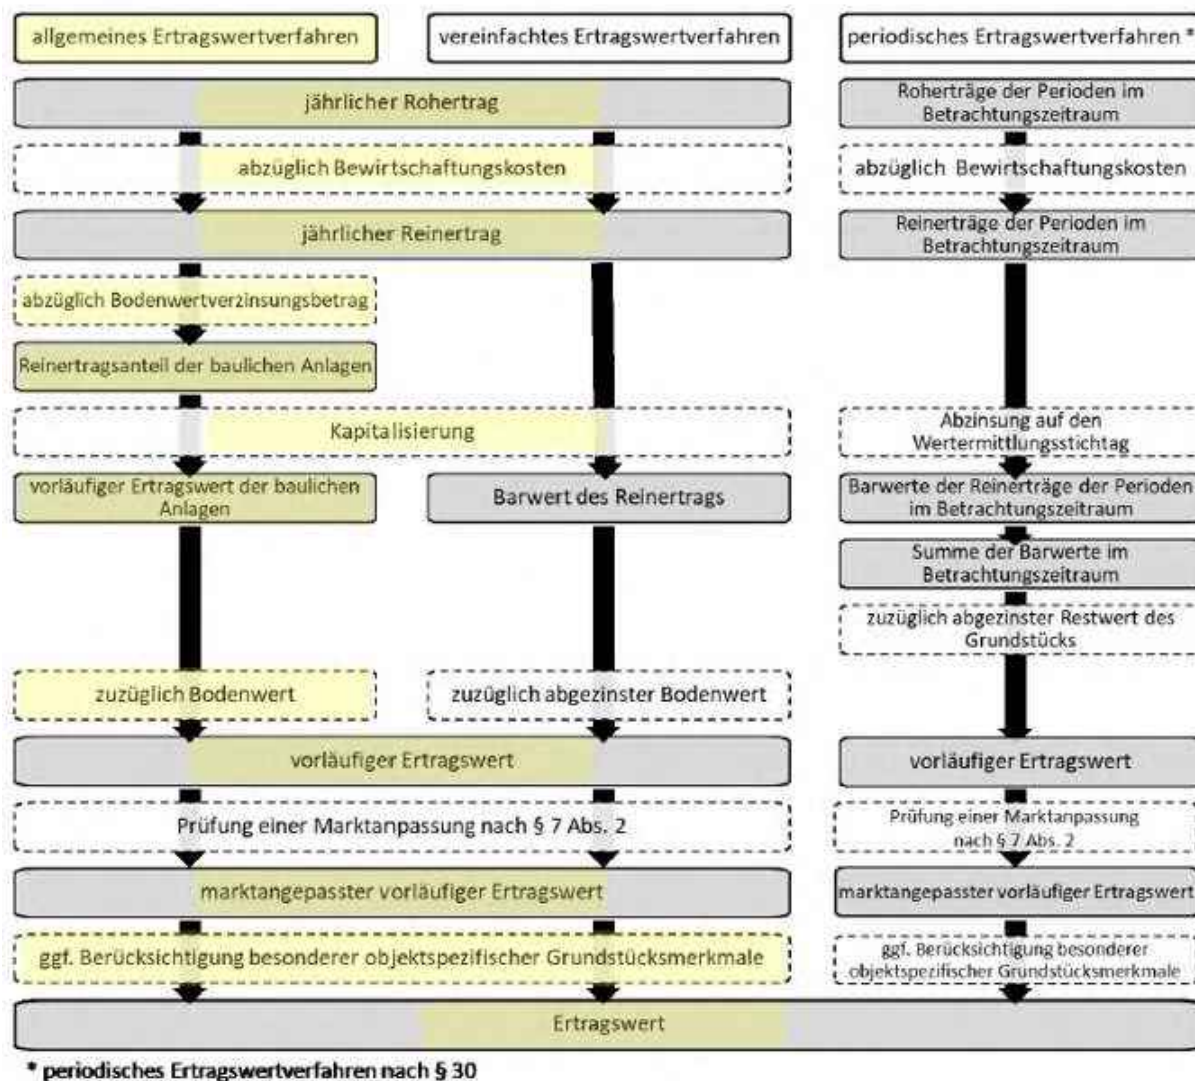 allgemeines Ertragswertverfahren
vereinfachtes Ertragswertverfahren
periodisches Ertragswertverfahren *
jährlicher Rohertrag
Roherträge der Perioden im
Betrachtungszeitraum
abzüglich Bewirtschaftungskosten
abzüglich Bewirtschaftungskosten
jährlicher Reinertrag
Reinerträge der Perioden im
Betrachtungszeitraum
abzüglich Bodenwertverzinsungsbetrag
Reinertragsanteil der baulichen Anlagen
Kapitalisierung
Abzinsung auf den
Wertermittlungsstichtag
vorläufiger Ertragswert der baulichen
Anlagen
Barwert des Reinertrags
Barwerte der Reinerträge der Perioden
im Betrachtungszeitraum
Summe der Barwerte im
Betrachtungszeitraum
zuzüglich abgezinster Restwert des
Grundstücks
zuzüglich Bodenwert
zuzüglich abgezinster Bodenwert
vorläufiger Ertragswert
vorläufiger Ertragswert
Prüfung einer Marktanpassung nach § 7 Abs. 2
Prüfung einer Marktanpassung
nach § 7 Abs. 2
marktangepasster vorläufiger Ertragswert
marktangepasster vorläufiger Ertragswert
ggf. Berücksichtigung besonderer objektspezifischer Grundstücksmerkmale
ggf. Berücksichtigung besonderer
objektspezifischer Grundstücksmerkmale
Ertragswert
* periodisches Ertragswertverfahren nach § 30